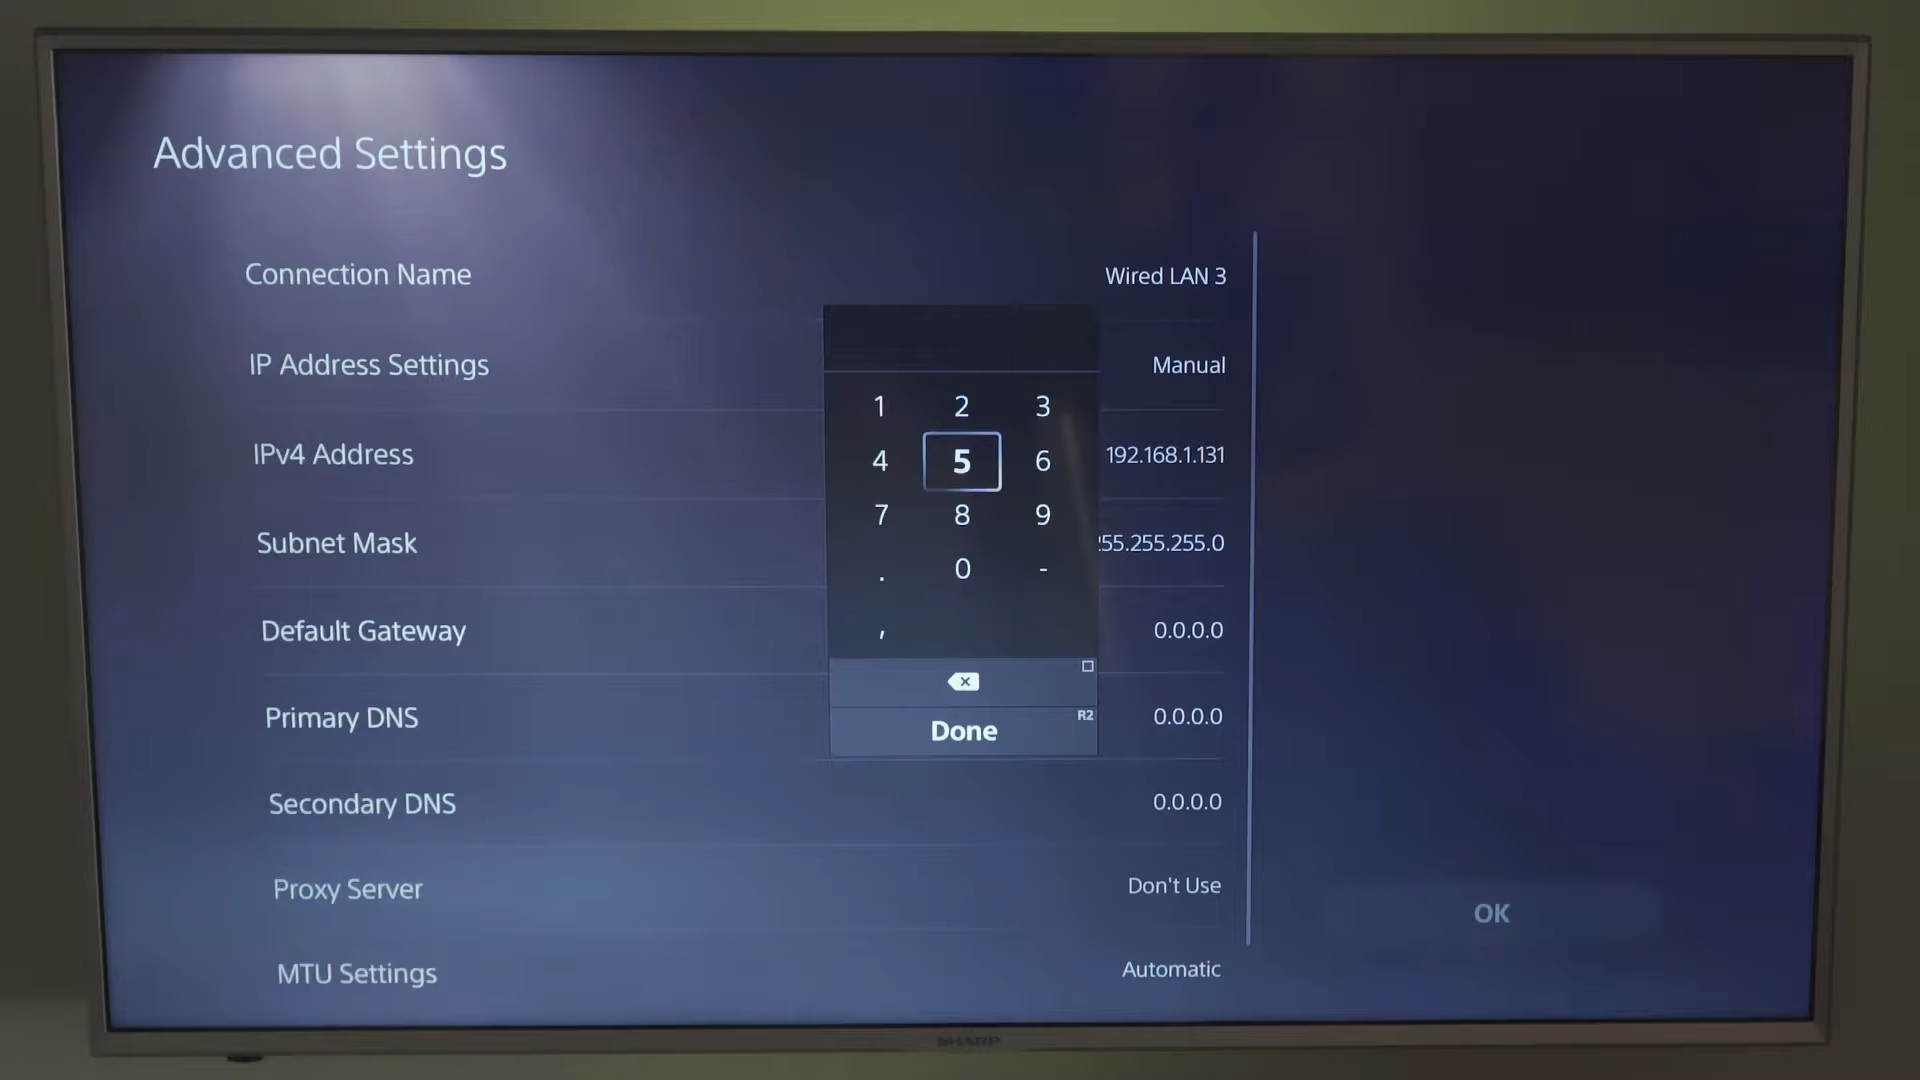 Advanced Settings
Connection Name Wired LAN 3
IP Address Settings Manual
IPv4 Address 192.168.1.131
Subnet Mask 55.255.255.0
Default Gateway 0.0.0.0
Primary DNS 0.0.0.0
Secondary DNS 0.0.0.0
Proxy Server Don't Use
MTU Settings Automatic
1 2 3
4 5 6
7 8 9
. 0 -
,
R2
Done
OK
SHARP